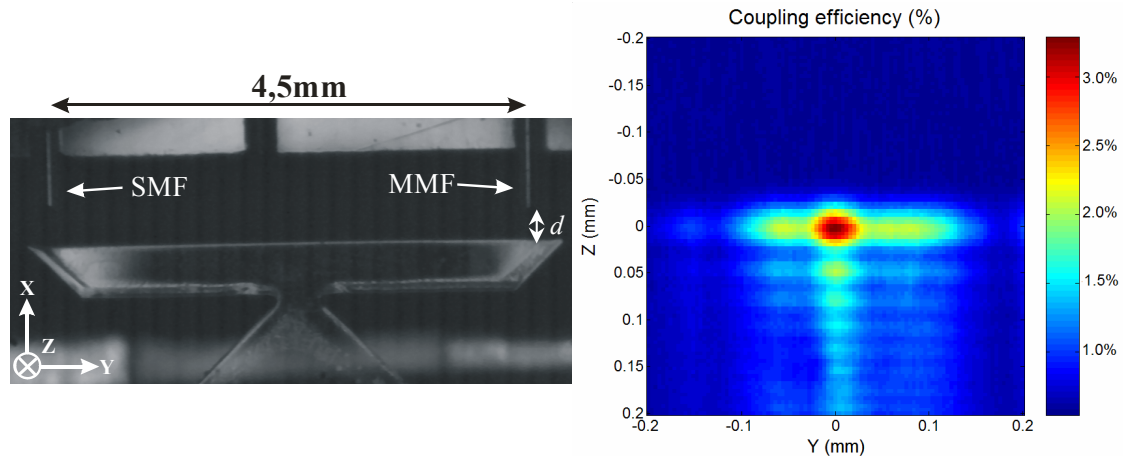 4,5mm
SMF
MMF
d
X
Z
Y
Coupling efficiency (%)
-0.2
-0.15
-0.1
-0.05
0
0.05
0.1
0.15
0.2
Z (mm)
-0.2
-0.1
0
0.1
0.2
Y (mm)
3.0%
2.5%
2.0%
1.5%
1.0%